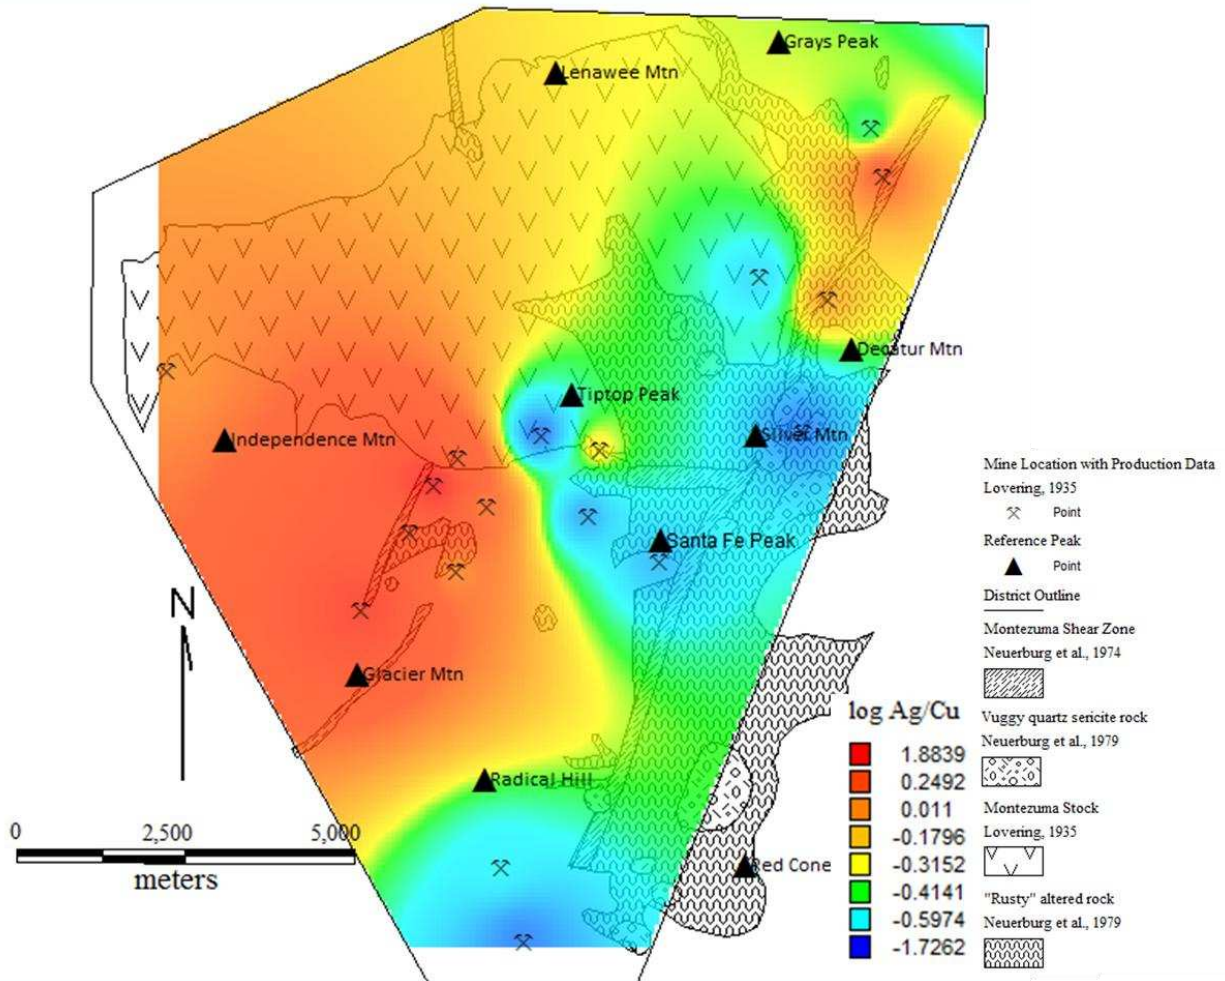 Grays Peak
Lenawee Mtn
Decatur Mtn
Tiptop Peak
Independence Mtn
Silver Mtn
Santa Fe Peak
N
Glacier Mtn
Radical Hill
Red Cone
0 2,500 5,000
meters
log Ag/Cu
1.8839
0.2492
0.011
-0.1796
-0.3152
-0.4141
-0.5974
-1.7262
Mine Location with Production Data
Lovering, 1935
Point
Reference Peak
Point
District Outline
Montezuma Shear Zone
Neuerburg et al., 1974
Vuggy quartz sericite rock
Neuerburg et al., 1979
Montezuma Stock
Lovering, 1935
"Rusty" altered rock
Neuerburg et al., 1979